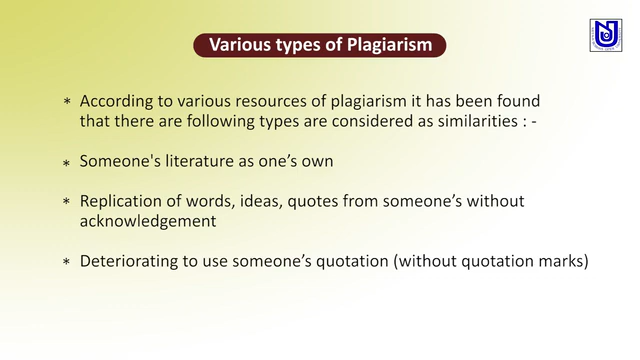 Various types of Plagiarism
* According to various resources of plagiarism it has been found
that there are following types are considered as similarities : -
* Someone's literature as one’s own
* Replication of words, ideas, quotes from someone’s without
acknowledgement
* Deteriorating to use someone’s quotation (without quotation marks)